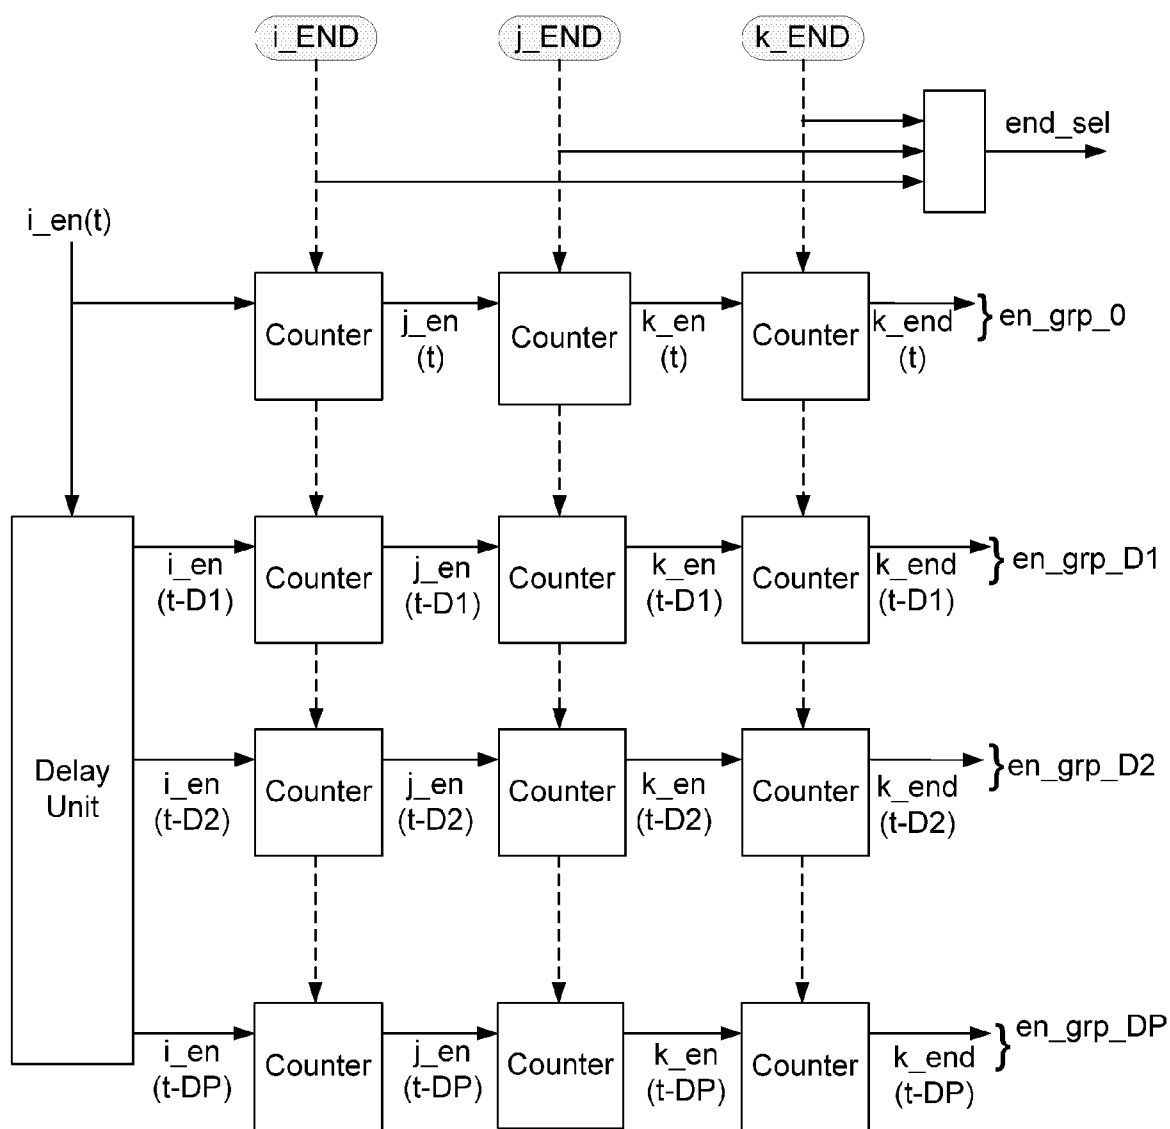 i_END
j_END
k_END
end_sel
i_en(t)
Counter
j_en
(t)
Counter
k_en
(t)
Counter
k_end
(t)
} en_grp_0
i_en
(t-D1)
Counter
j_en
(t-D1)
Counter
k_en
(t-D1)
Counter
k_end
(t-D1)
} en_grp_D1
Delay
Unit
i_en
(t-D2)
Counter
j_en
(t-D2)
Counter
k_en
(t-D2)
Counter
k_end
(t-D2)
} en_grp_D2
i_en
(t-DP)
Counter
j_en
(t-DP)
Counter
k_en
(t-DP)
Counter
k_end
(t-DP)
} en_grp_DP